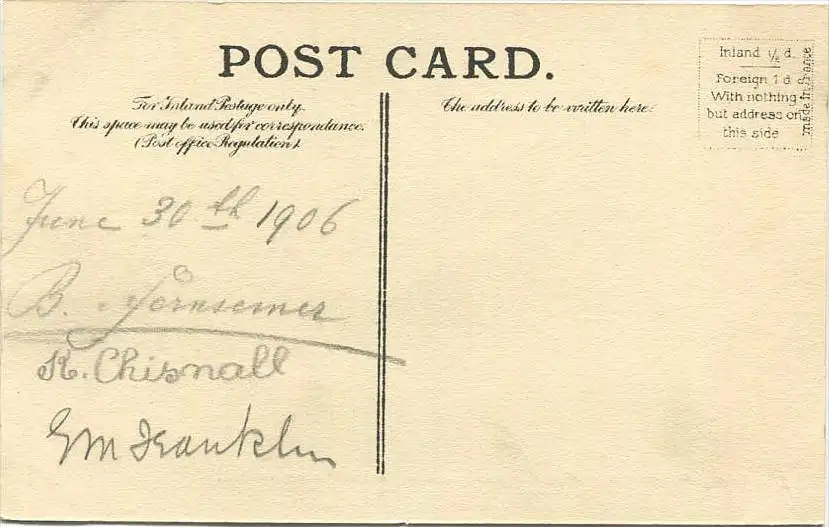 POST CARD.
For Inland Postage only.
This space may be used for correspondance.
(Post office Regulation).
The address to be written here.
Inland ½ d.
Foreign 1 d.
With nothing
but address on
this side
made in France
June 30th 1906
B.
K. Chisnall
G M Franklin